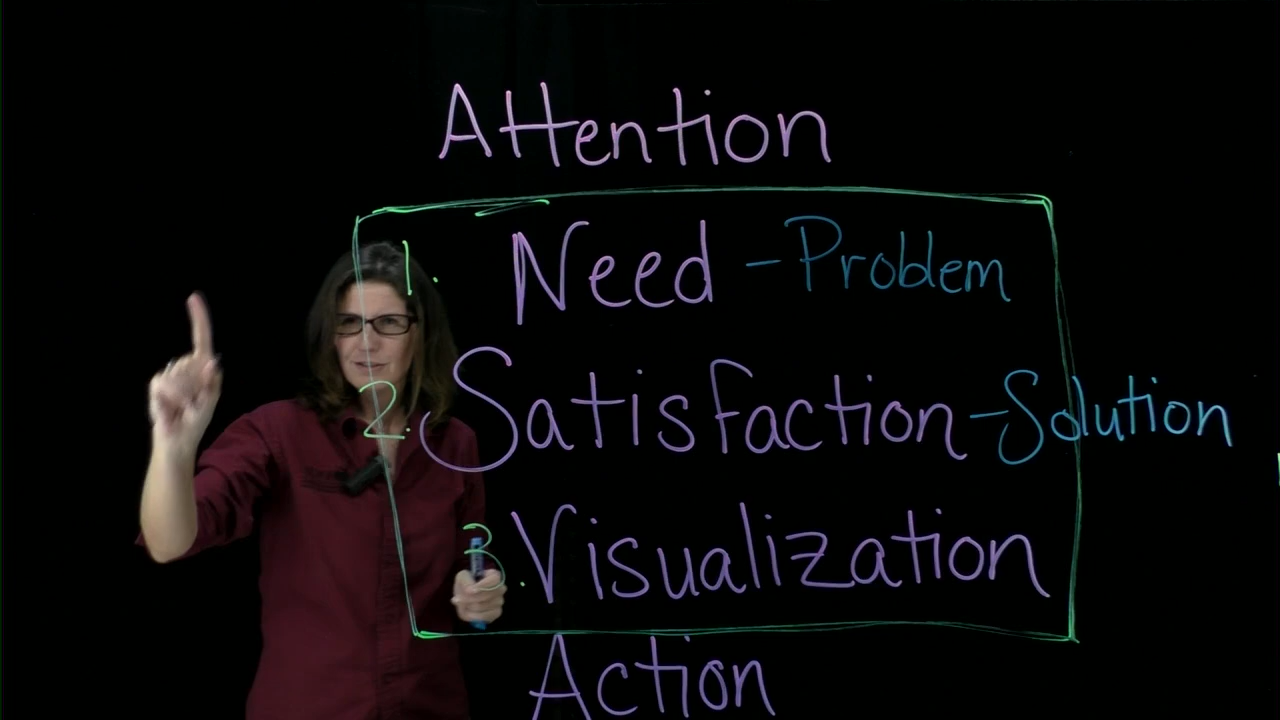 Attention
1. Need - Problem
2. Satisfaction - Solution
3. Visualization
Action